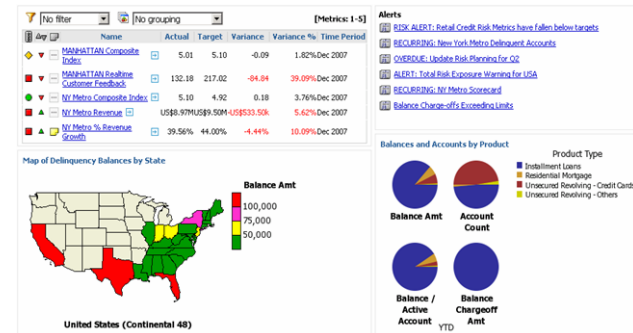 No filter No grouping [Metrics: 1-5]
Name Actual Target Variance Variance % Time Period
MANHATTAN Composite Index 5.01 5.10 -0.09 1.82% Dec 2007
MANHATTAN Realtime Customer Feedback 132.18 217.02 -84.84 39.09% Dec 2007
NY Metro Composite Index 5.10 4.92 0.18 3.76% Dec 2007
NY Metro Revenue US$8.97M US$9.50M -US$533.50k 5.62% Dec 2007
NY Metro % Revenue Growth 39.56% 44.00% -4.44% 10.09% Dec 2007
Alerts
RISK ALERT: Retail Credit Risk Metrics have fallen below targets
RECURRING: New York Metro Delinquent Accounts
OVERDUE: Update Risk Planning for Q2
ALERT: Total Risk Exposure Warning for USA
RECURRING: NY Metro Scorecard
Balance Charge-offs Exceeding Limits
Map of Delinquency Balances by State
Balance Amt
100,000
75,000
50,000
United States (Continental 48)
Balances and Accounts by Product
Product Type
Installment Loans
Residential Mortgage
Unsecured Revolving - Credit Cards
Unsecured Revolving - Others
Balance Amt
Account Count
Balance / Active Account
Balance Chargeoff Amt
YTD